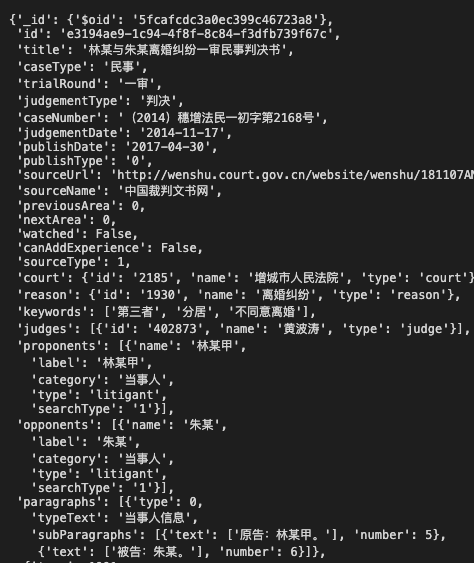 {'_id': {'$oid': '5fcafcdc3a0ec399c46723a8'},
'id': 'e3194ae9-1c94-4f8f-8c84-f3dfb739f67c',
'title': '林某与朱某离婚纠纷一审民事判决书',
'caseType': '民事',
'trialRound': '一审',
'judgementType': '判决',
'caseNumber': '（2014）穗增法民一初字第2168号',
'judgementDate': '2014-11-17',
'publishDate': '2017-04-30',
'publishType': '0',
'sourceUrl': 'http://wenshu.court.gov.cn/website/wenshu/181107AN
'sourceName': '中国裁判文书网',
'previousArea': 0,
'nextArea': 0,
'watched': False,
'canAddExperience': False,
'sourceType': 1,
'court': {'id': '2185', 'name': '增城市人民法院', 'type': 'court'}
'reason': {'id': '1930', 'name': '离婚纠纷', 'type': 'reason'},
'keywords': ['第三者', '分居', '不同意离婚'],
'judges': [{'id': '402873', 'name': '黄波涛', 'type': 'judge'}],
'proponents': [{'name': '林某甲',
'label': '林某甲',
'category': '当事人',
'type': 'litigant',
'searchType': '1'}],
'opponents': [{'name': '朱某',
'label': '朱某',
'category': '当事人',
'type': 'litigant',
'searchType': '1'}],
'paragraphs': [{'type': 0,
'typeText': '当事人信息',
'subParagraphs': [{'text': ['原告：林某甲。'], 'number': 5},
{'text': ['被告：朱某。'], 'number': 6}]},